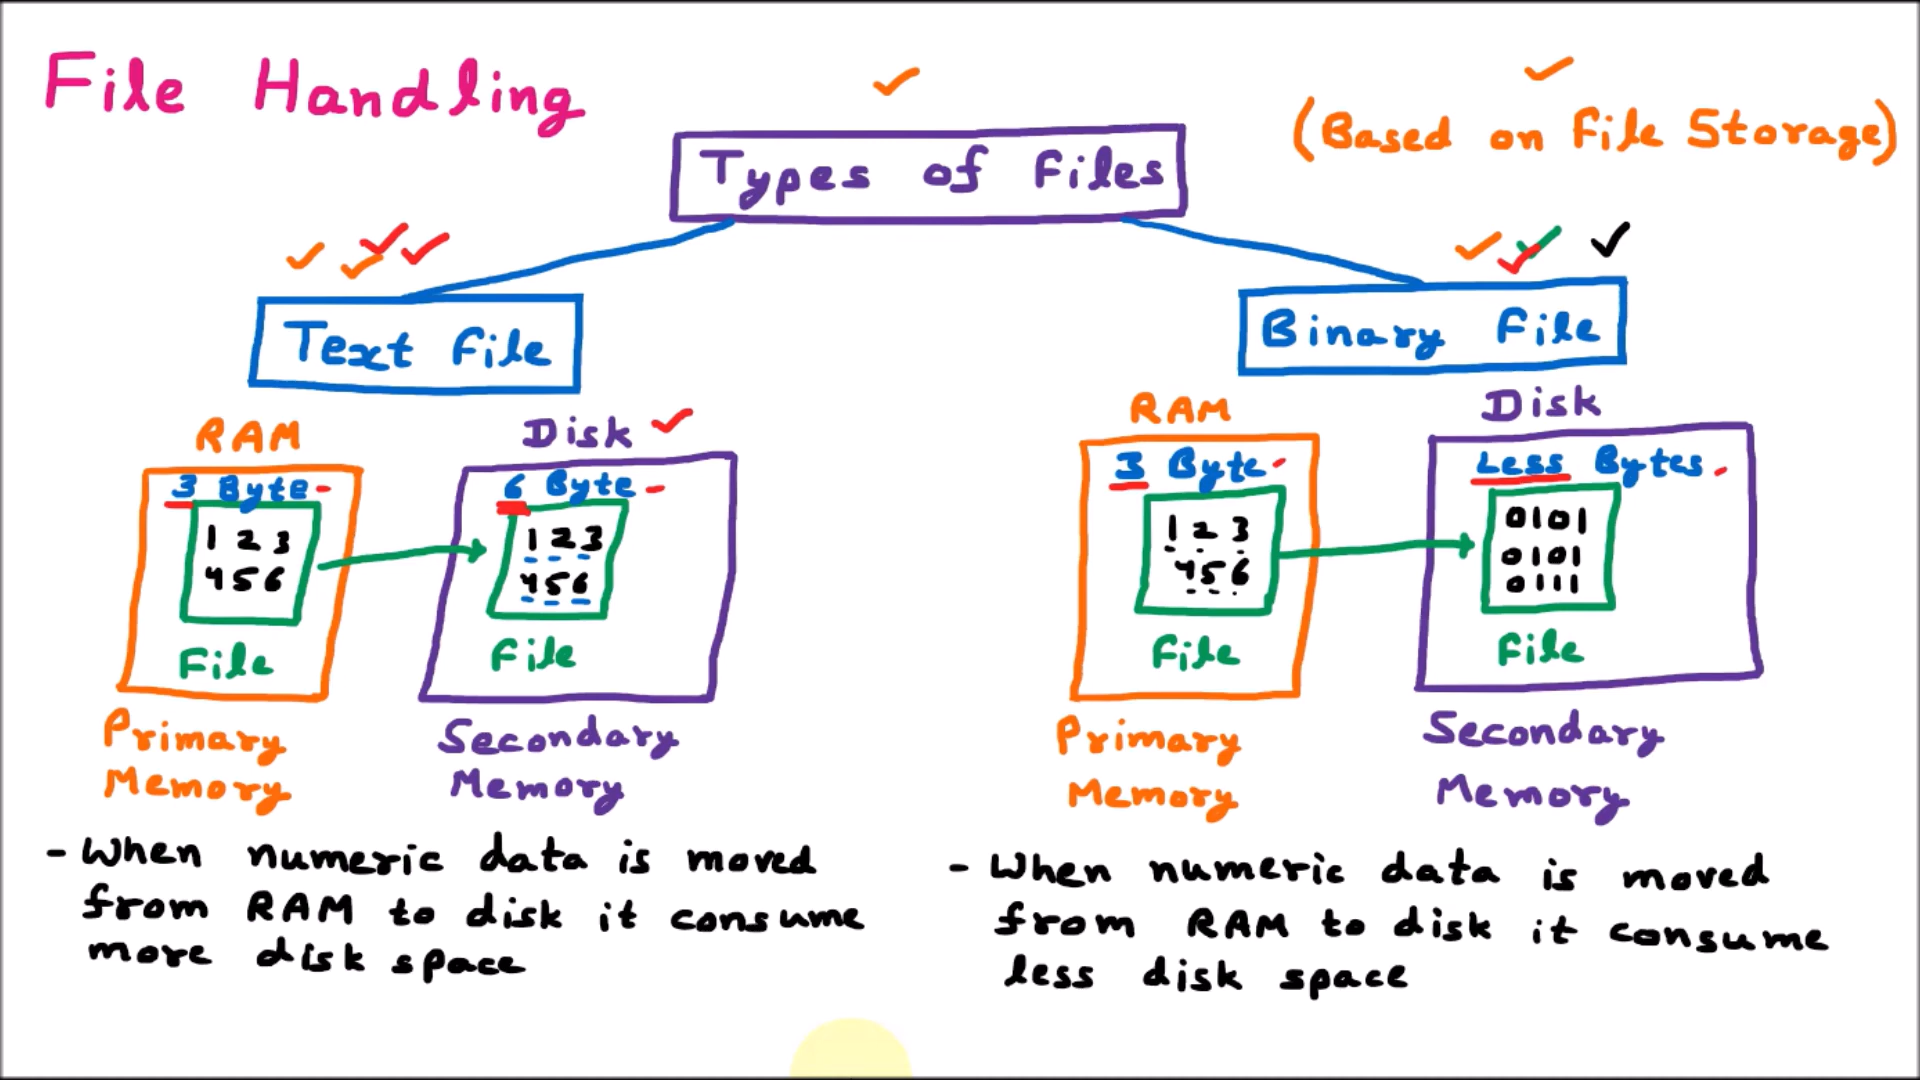 File Handling
(Based on File Storage)
Types of Files
Text File
Binary File
RAM
Disk
3 Byte
6 Byte
1 2 3
4 5 6
1 2 3
4 5 6
File
File
Primary
Memory
Secondary
Memory
- When numeric data is moved
from RAM to disk it consume
more disk space
RAM
Disk
3 Byte
Less Bytes
1 2 3
4 5 6
0101
0101
0111
File
File
Primary
Memory
Secondary
Memory
- When numeric data is moved
from RAM to disk it consume
less disk space